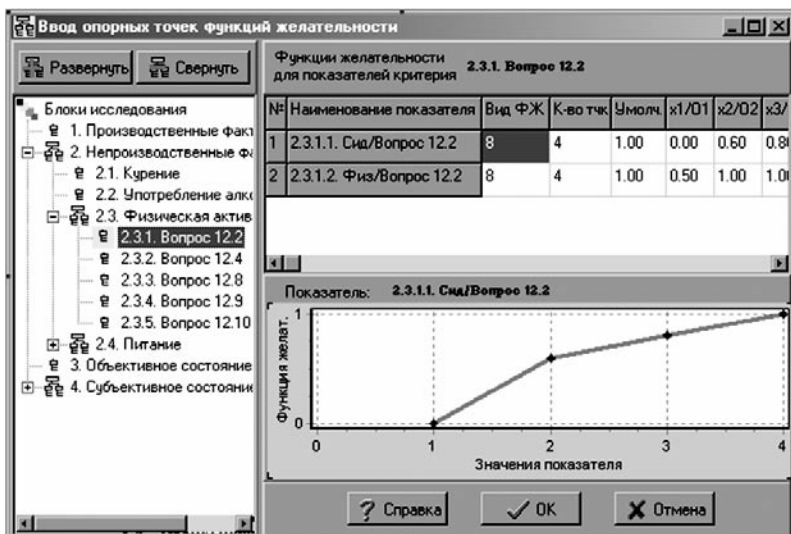 Ввод опорных точек функций желательности
Развернуть
Свернуть
Блоки исследования
1. Производственные факт
2. Непроизводственные фа
2.1. Курение
2.2. Употребление алко
2.3. Физическая актив
2.3.1. Вопрос 12.2
2.3.2. Вопрос 12.4
2.3.3. Вопрос 12.8
2.3.4. Вопрос 12.9
2.3.5. Вопрос 12.10
2.4. Питание
3. Объективное состояние
4. Субъективное состояние
Функции желательности
для показателей критерия 2.3.1. Вопрос 12.2
№ Наименование показателя Вид ФЖ К-во тчк Умолч. x1/O1 x2/O2 x3/
1 2.3.1.1. Сид/Вопрос 12.2 8 4 1.00 0.00 0.60 0.8
2 2.3.1.2. Физ/Вопрос 12.2 8 4 1.00 0.50 1.00 1.0
Показатель: 2.3.1.1. Сид/Вопрос 12.2
Функция желат.
1
0
0 1 2 3 4
Значения показателя
? Справка
OK
Отмена